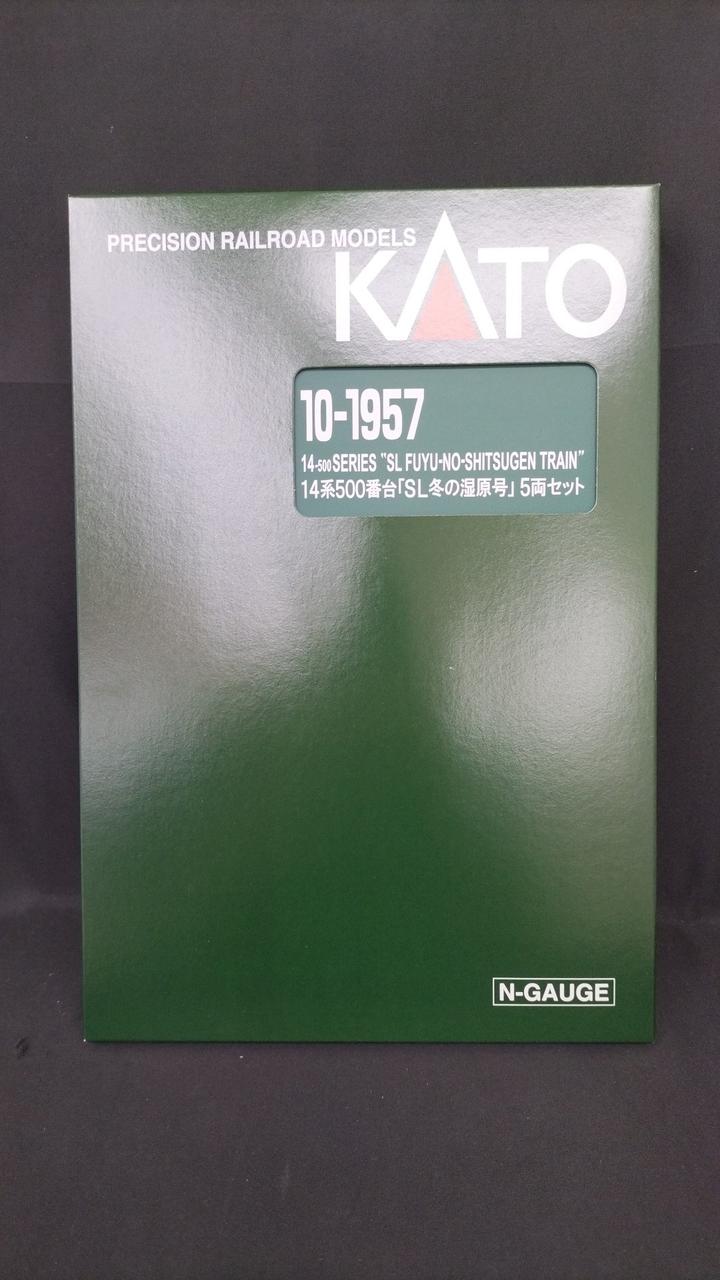 PRECISION RAILROAD MODELS
KATO
10-1957
14-500 SERIES "SL FUYU-NO-SHITSUGEN TRAIN"
14系500番台「SL冬の湿原号」5両セット
N-GAUGE